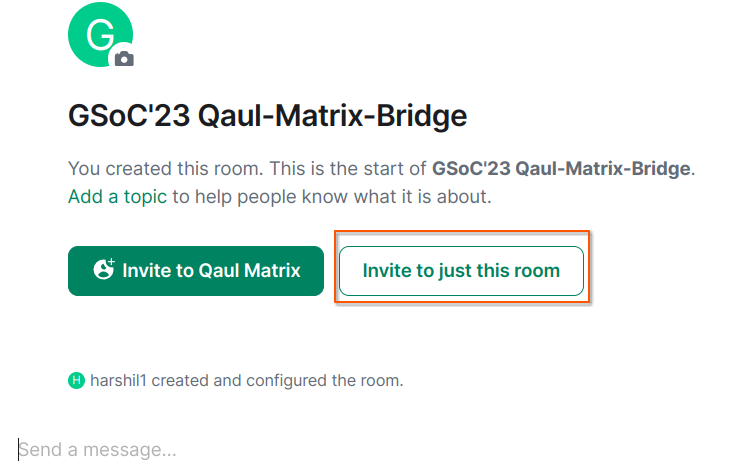 G
GSoC'23 Qaul-Matrix-Bridge
You created this room. This is the start of GSoC'23 Qaul-Matrix-Bridge.
Add a topic to help people know what it is about.
Invite to Qaul Matrix
Invite to just this room
H harshil1 created and configured the room.
Send a message...